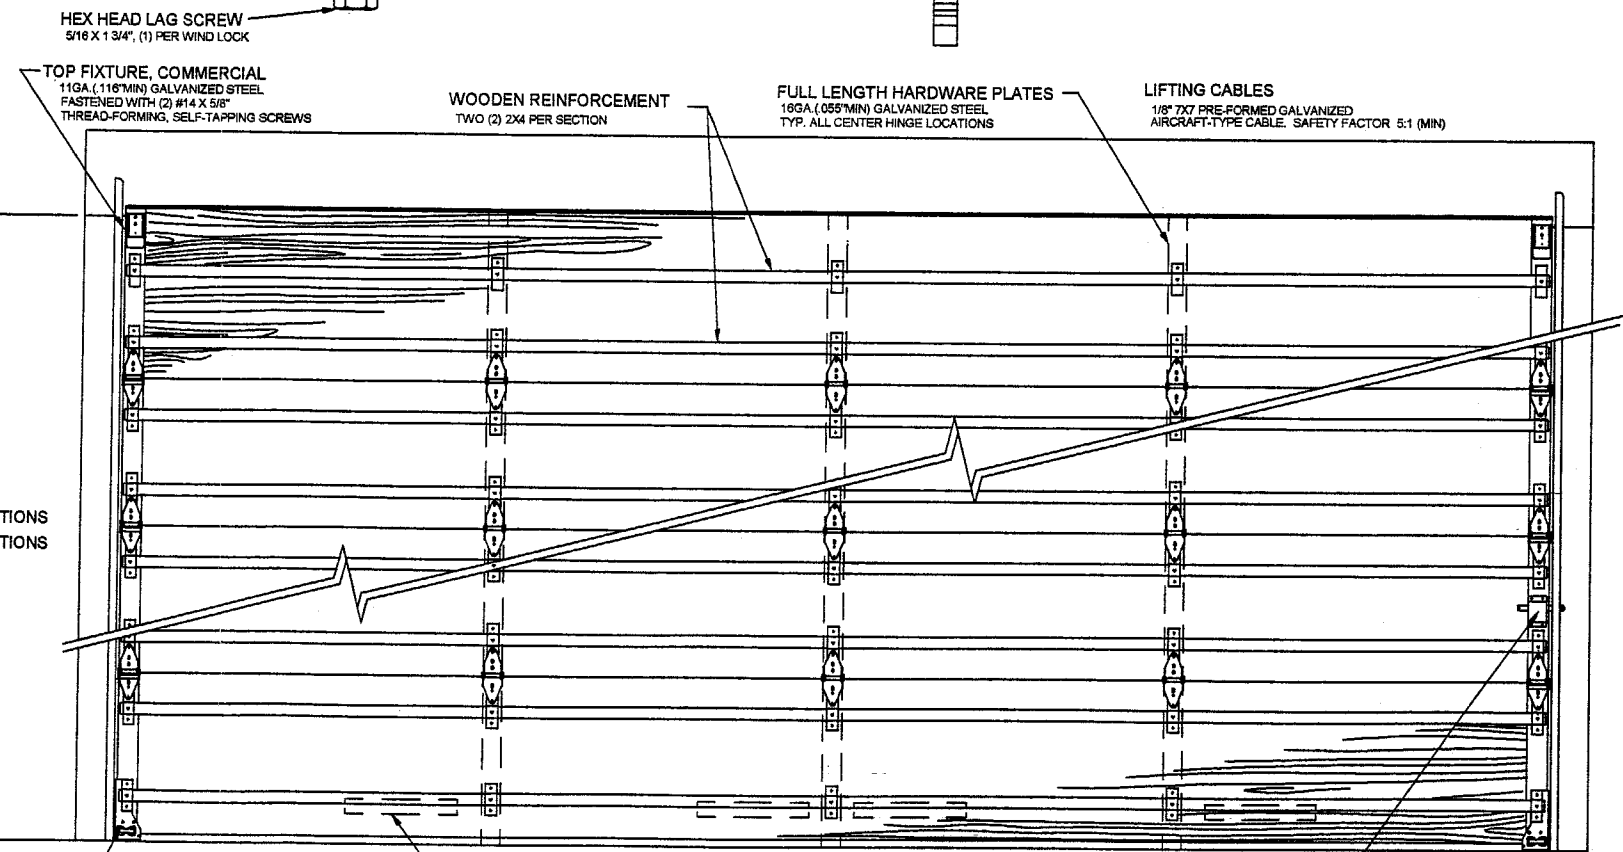 HEX HEAD LAG SCREW
5/16 X 1 3/4", (1) PER WIND LOCK
TOP FIXTURE, COMMERCIAL
11GA.(.116"MIN) GALVANIZED STEEL
FASTENED WITH (2) #14 X 5/8"
THREAD-FORMING, SELF-TAPPING SCREWS
WOODEN REINFORCEMENT
TWO (2) 2X4 PER SECTION
FULL LENGTH HARDWARE PLATES
16GA.(.055"MIN) GALVANIZED STEEL
TYP. ALL CENTER HINGE LOCATIONS
LIFTING CABLES
1/8" 7X7 PRE-FORMED GALVANIZED
AIRCRAFT-TYPE CABLE. SAFETY FACTOR 5:1 (MIN)
TIONS
TIONS